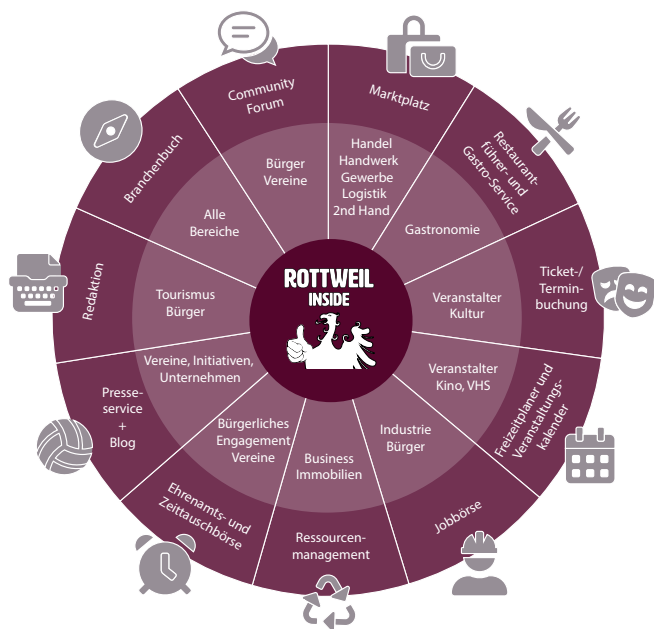 Community
Forum
Marktplatz
Restaurant-
führer- und
Gastro-Service
Ticket-/
Termin-
buchung
Freizeitplaner und
Veranstaltungs-
kalender
Jobbörse
Ressourcen-
management
Ehrenamts- und
Zeittauschbörse
Presse-
service
+
Blog
Redaktion
Branchenbuch
Bürger
Vereine
Handel
Handwerk
Gewerbe
Logistik
2nd Hand
Gastronomie
Veranstalter
Kultur
Veranstalter
Kino, VHS
Industrie
Bürger
Business
Immobilien
Bürgerliches
Engagement
Vereine
Vereine, Initiativen,
Unternehmen
Tourismus
Bürger
Alle
Bereiche
ROTTWEIL
INSIDE